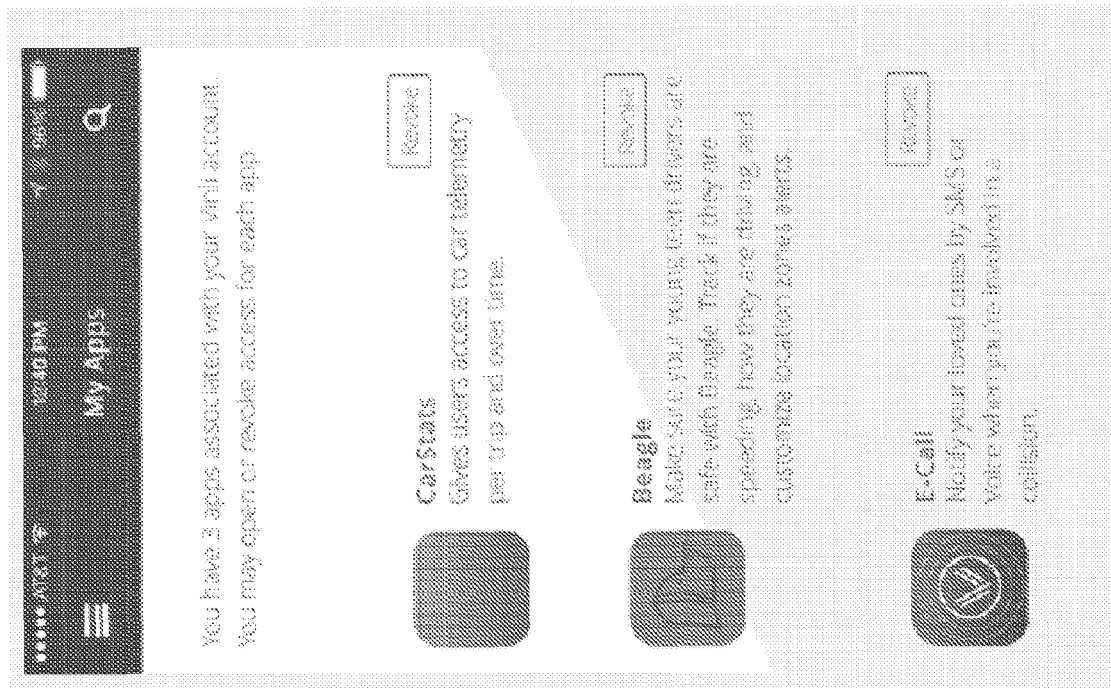 AT&T 12:40 PM
My Apps
You have 3 apps associated with your Vinli account.
You may open or revoke access for each app.
CarStats
Revoke
Gives users access to car telemetry
per trip and over time.
Beagle
Revoke
Make sure your young teen drivers are
safe with Beagle. Track if they are
speeding, how they are driving, and
customize location zones alerts.
E-Call
Revoke
Notify your loved ones by SMS or
Voice when you're involved in a
collision.